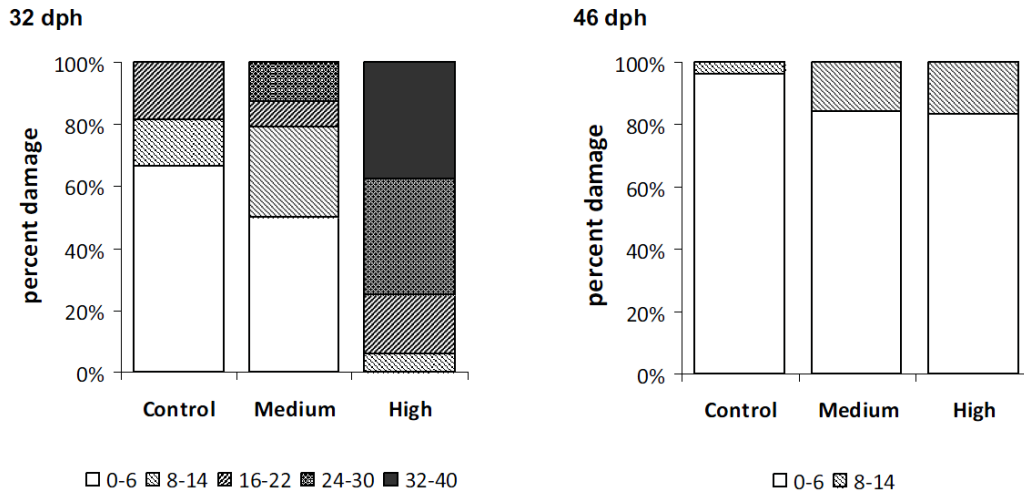 32 dph
percent damage
100%
80%
60%
40%
20%
0%
Control Medium High
0-6 8-14 16-22 24-30 32-40
46 dph
percent damage
100%
80%
60%
40%
20%
0%
Control Medium High
0-6 8-14